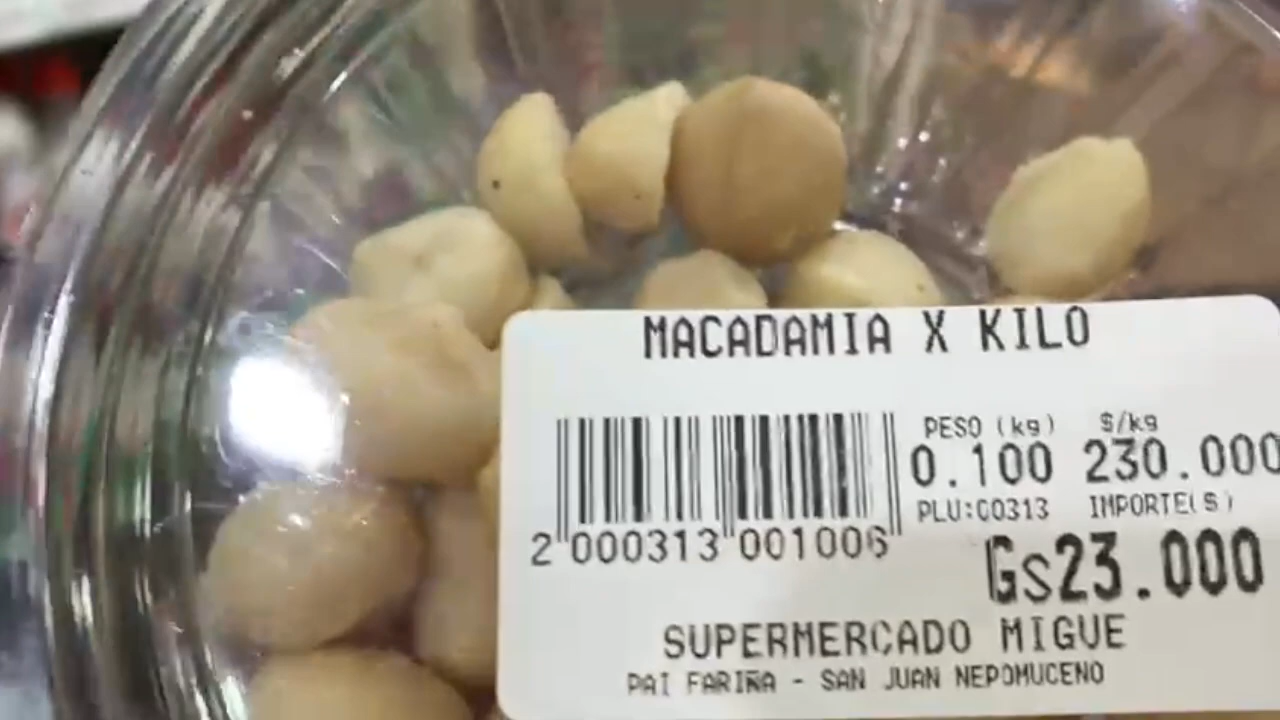 MACADAMIA X KILO
PESO (kg) $/kg
0.100 230.000
PLU:C0313 IMPORTE($)
2 000313 001006
Gs23.000
SUPERMERCADO MIGUE
PAI FARIÑA - SAN JUAN NEPOMUCENO